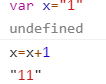 var x="1"
undefined
x=x+1
"11"